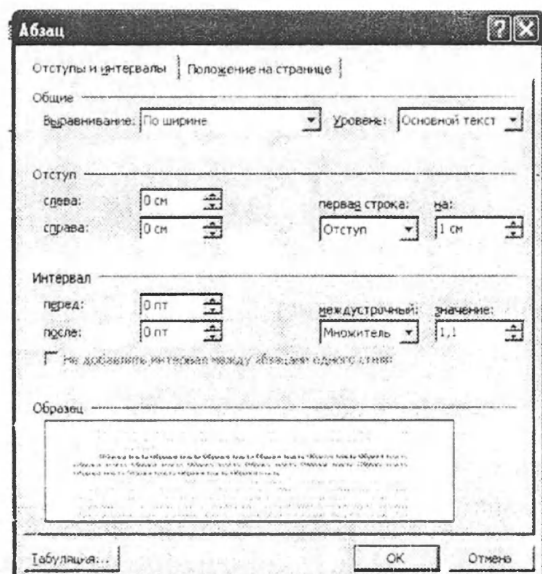 Абзац
Отступы и интервалы Положение на странице
Общие
Выравнивание: По ширине Уровень: Основной текст
Отступ
слева: 0 см первая строка: на:
справа: 0 см Отступ 1 см
Интервал
перед: 0 пт междустрочный: значение:
после: 0 пт Множитель 1,1
Не добавлять интервал между абзацами одного стиля
Образец
Табуляция... ОК Отмена